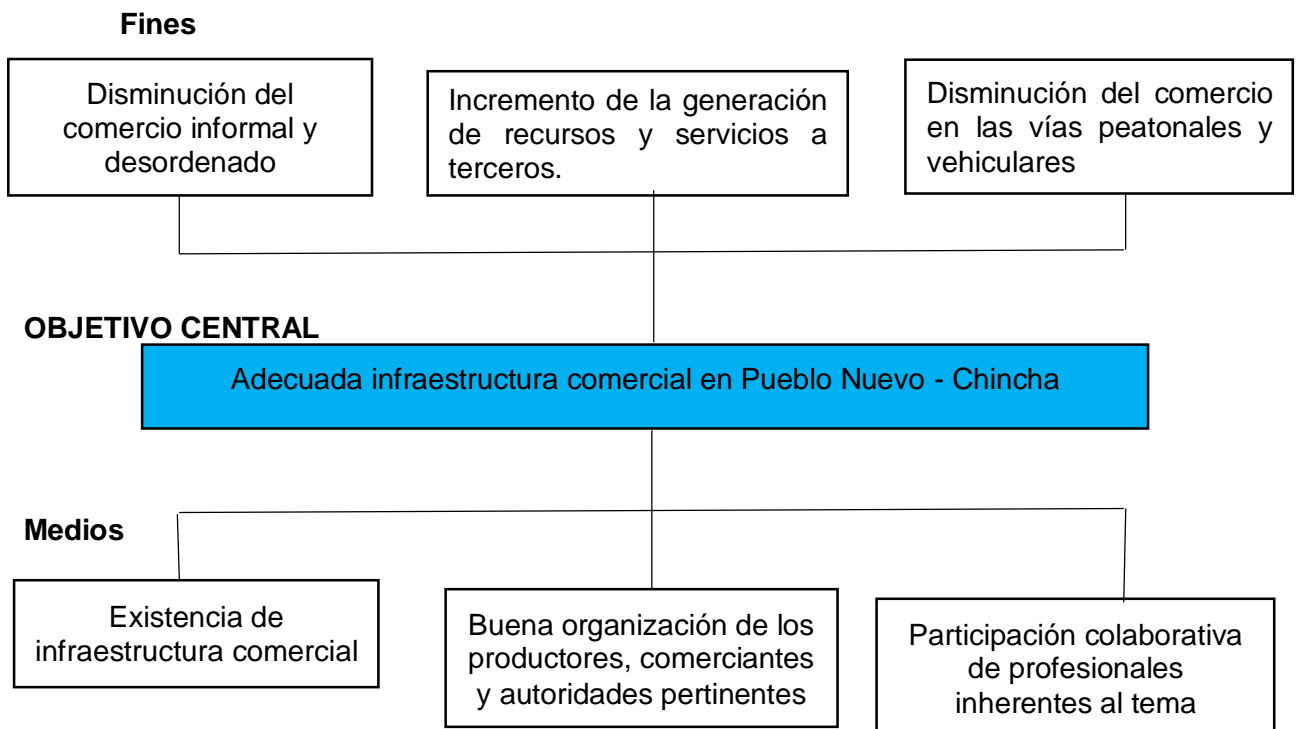 Fines
Disminución del
comercio informal y
desordenado
Incremento de la generación
de recursos y servicios a
terceros.
Disminución del comercio
en las vías peatonales y
vehiculares
OBJETIVO CENTRAL
Adecuada infraestructura comercial en Pueblo Nuevo - Chincha
Medios
Existencia de
infraestructura comercial
Buena organización de los
productores, comerciantes
y autoridades pertinentes
Participación colaborativa
de profesionales
inherentes al tema